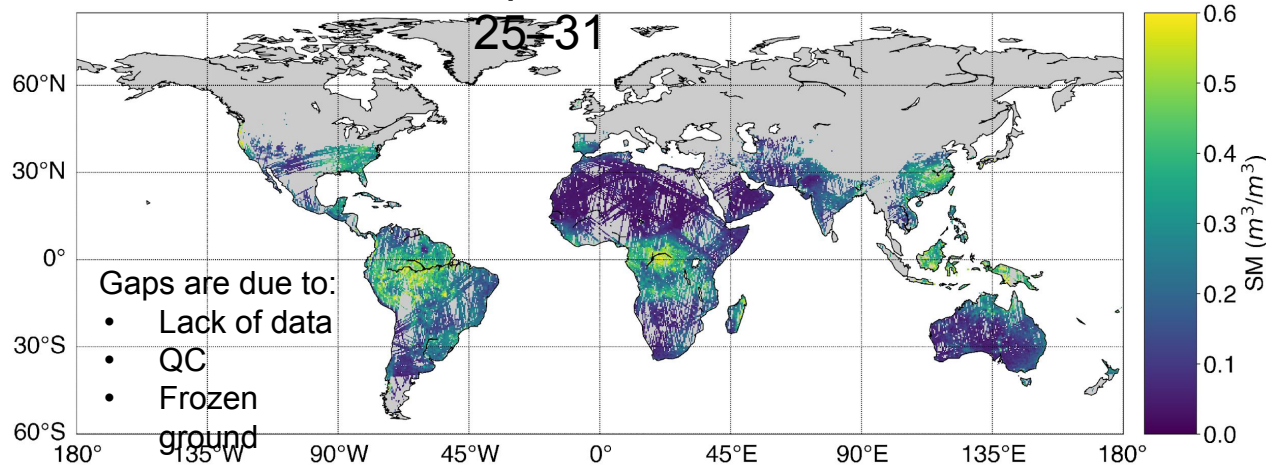 25–31
60°N
30°N
0°
30°S
60°S
Gaps are due to:
• Lack of data
• QC
• Frozen
ground
180°
135°W
90°W
45°W
0°
45°E
90°E
135°E
180°
0.6
0.5
0.4
0.3
0.2
0.1
0.0
SM (m³/m³)